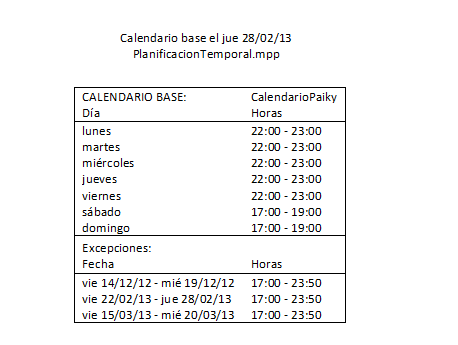 Calendario base el jue 28/02/13
PlanificacionTemporal.mpp
CALENDARIO BASE: CalendarioPaiky
Día Horas
lunes 22:00 - 23:00
martes 22:00 - 23:00
miércoles 22:00 - 23:00
jueves 22:00 - 23:00
viernes 22:00 - 23:00
sábado 17:00 - 19:00
domingo 17:00 - 19:00
Excepciones:
Fecha Horas
vie 14/12/12 - mié 19/12/12 17:00 - 23:50
vie 22/02/13 - jue 28/02/13 17:00 - 23:50
vie 15/03/13 - mié 20/03/13 17:00 - 23:50